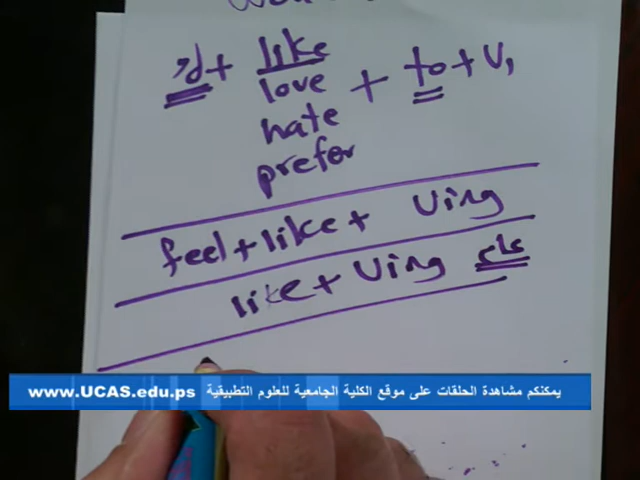 'd + like + to + V1
love
hate
prefer
feel + like + Ving
like + Ving عام
يمكنكم مشاهدة الحلقات على موقع الكلية الجامعية للعلوم التطبيقية www.UCAS.edu.ps